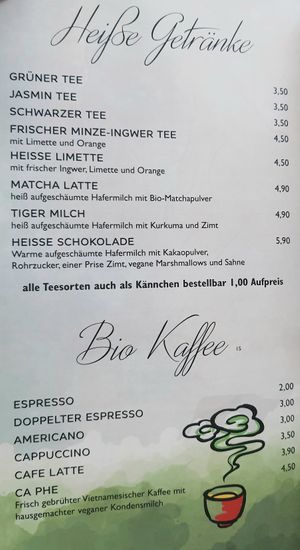 Heiße Getränke
GRÜNER TEE 3,50
JASMIN TEE 3,50
SCHWARZER TEE 3,50
FRISCHER MINZE-INGWER TEE 4,50
mit Limette und Orange
HEISSE LIMETTE 4,50
mit frischer Ingwer, Limette und Orange
MATCHA LATTE 4,90
heiß aufgeschäumte Hafermilch mit Bio-Matchapulver
TIGER MILCH 4,90
heiß aufgeschäumte Hafermilch mit Kurkuma und Zimt
HEISSE SCHOKOLADE 5,90
Warme aufgeschäumte Hafermilch mit Kakaopulver,
Rohrzucker, einer Prise Zimt, vegane Marshmallows und Sahne
alle Teesorten auch als Kännchen bestellbar 1,00 Aufpreis
Bio Kaffee 15
ESPRESSO 2,00
DOPPELTER ESPRESSO 3,00
AMERICANO 3,00
CAPPUCCINO 3,50
CAFE LATTE 3,90
CA PHE 4,50
Frisch gebrühter Vietnamesischer Kaffee mit
hausgemachter veganer Kondensmilch